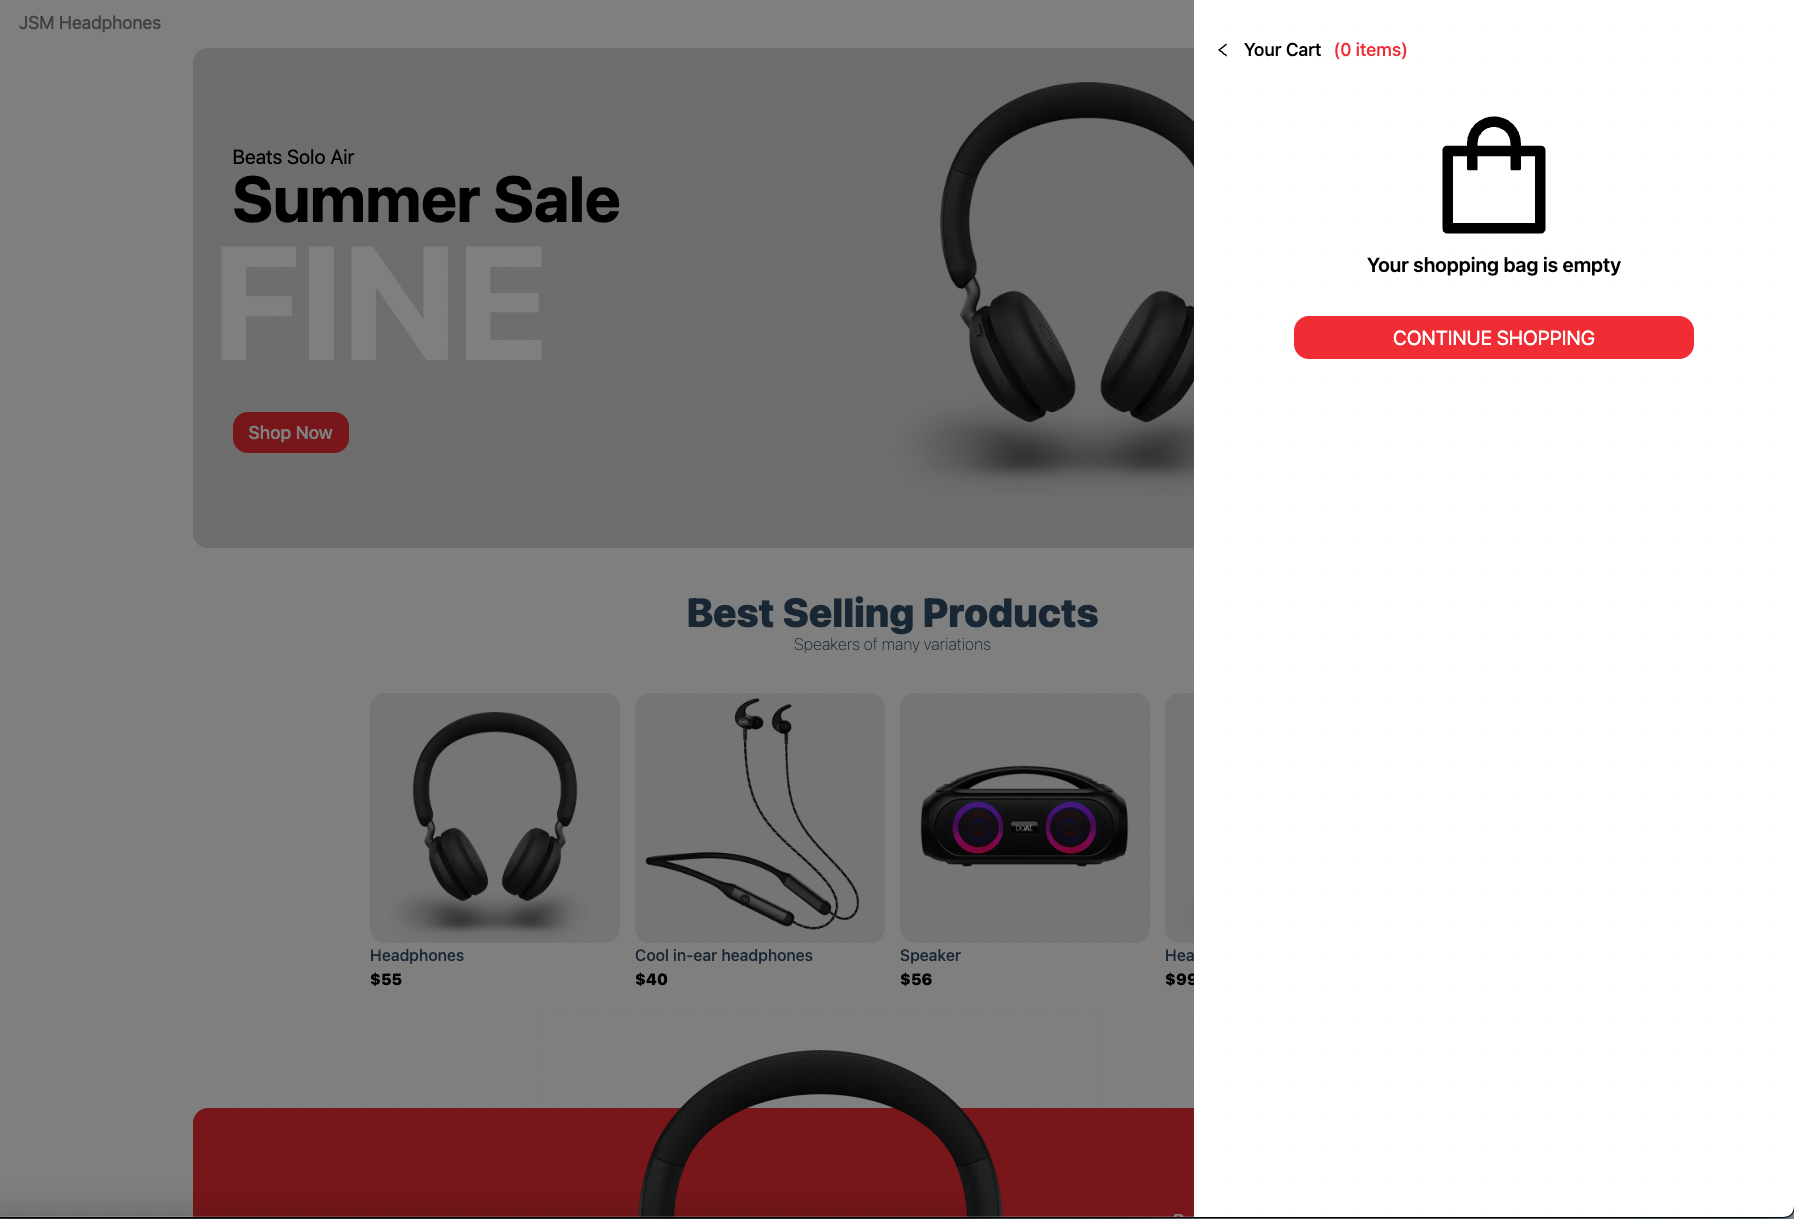 JSM Headphones
Beats Solo Air
Summer Sale
FINE
Shop Now
Best Selling Products
Speakers of many variations
Headphones
$55
Cool in-ear headphones
$40
Speaker
$56
Hea
$99
Your Cart (0 items)
Your shopping bag is empty
CONTINUE SHOPPING